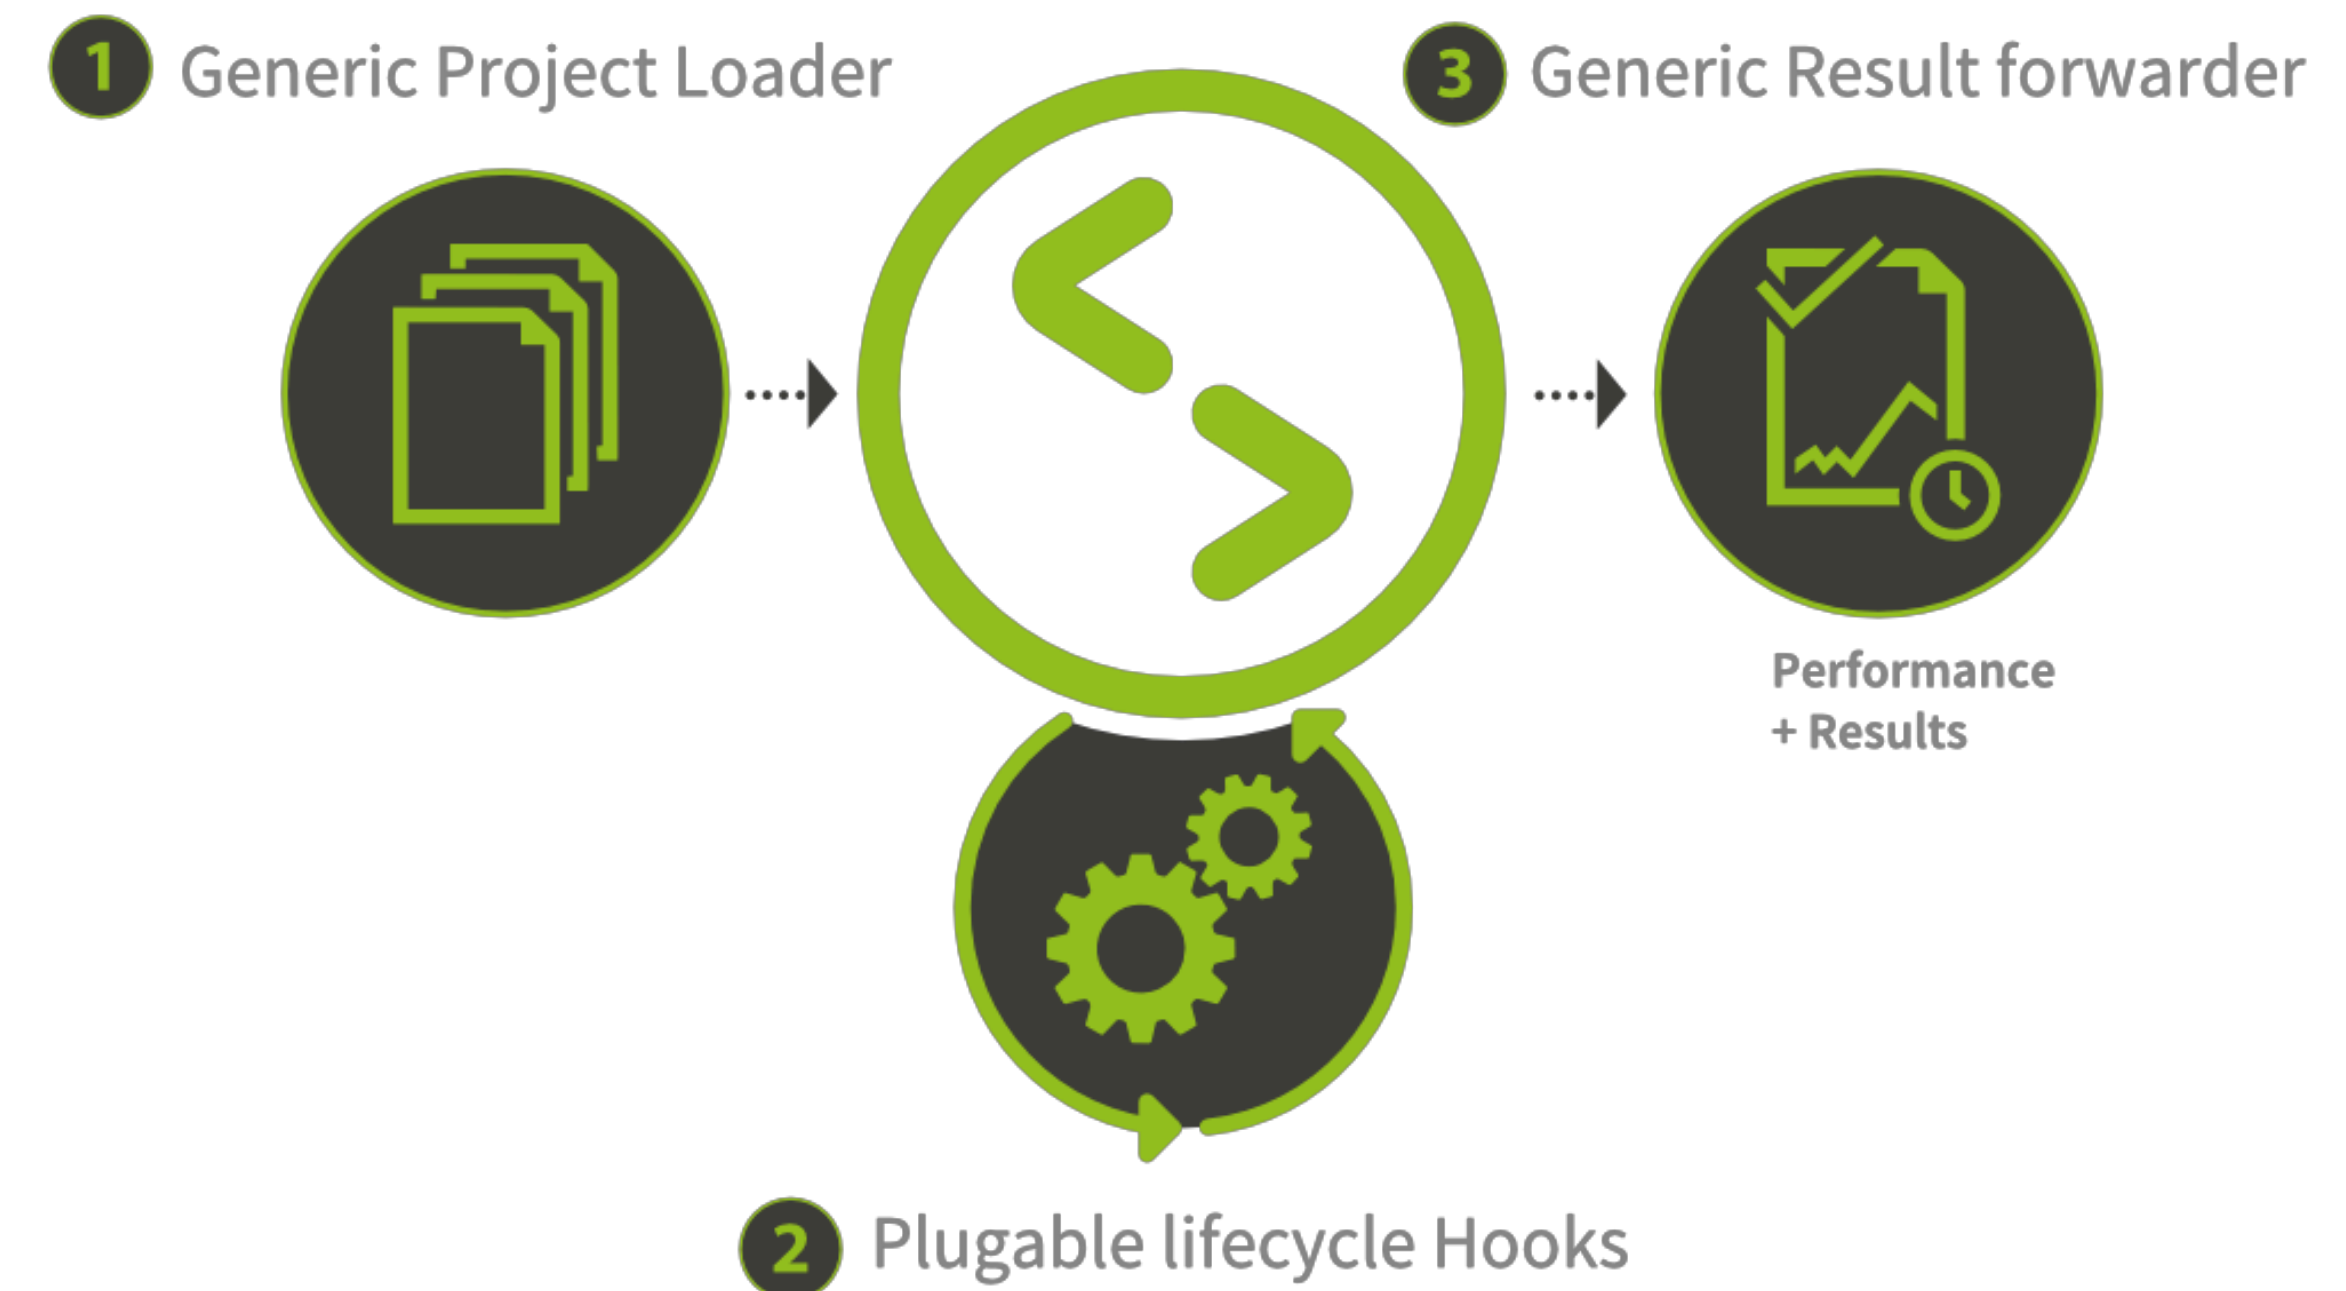 1 Generic Project Loader
3 Generic Result forwarder
Performance
+ Results
2 Plugable lifecycle Hooks